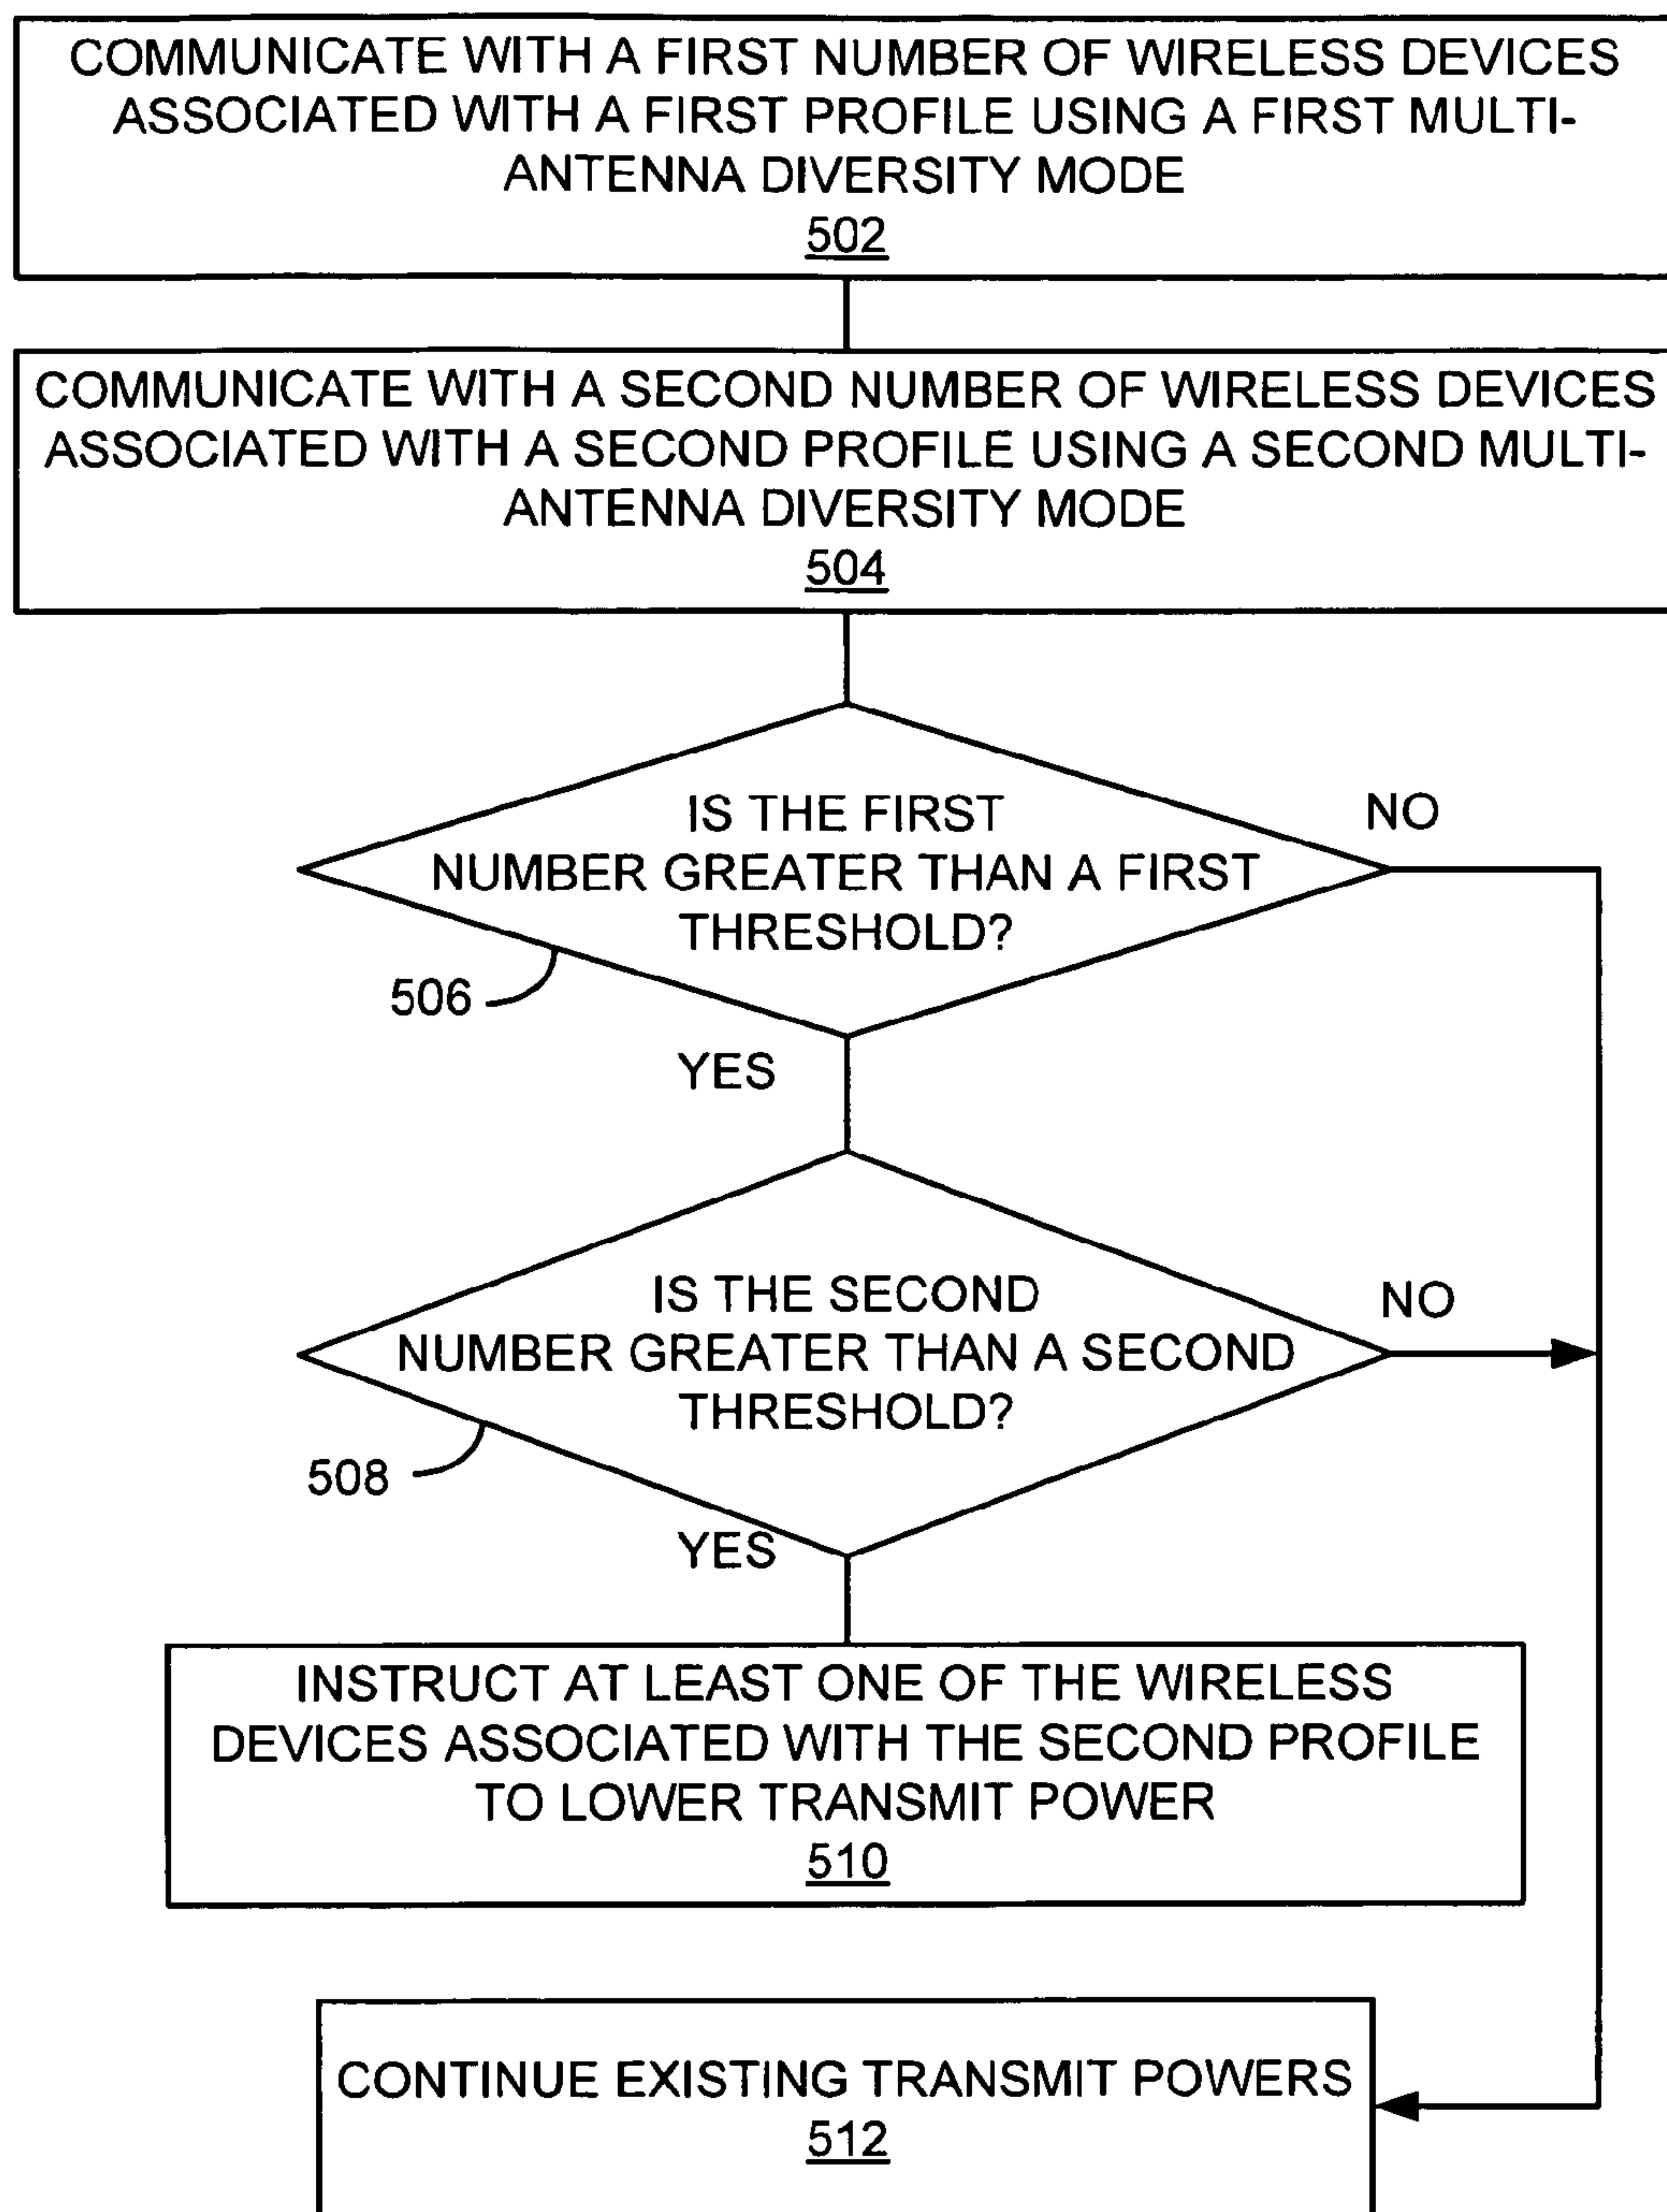 COMMUNICATE WITH A FIRST NUMBER OF WIRELESS DEVICES
ASSOCIATED WITH A FIRST PROFILE USING A FIRST MULTI-
ANTENNA DIVERSITY MODE
502
COMMUNICATE WITH A SECOND NUMBER OF WIRELESS DEVICES
ASSOCIATED WITH A SECOND PROFILE USING A SECOND MULTI-
ANTENNA DIVERSITY MODE
504
IS THE FIRST
NUMBER GREATER THAN A FIRST
THRESHOLD?
NO
506
YES
IS THE SECOND
NUMBER GREATER THAN A SECOND
THRESHOLD?
NO
508
YES
INSTRUCT AT LEAST ONE OF THE WIRELESS
DEVICES ASSOCIATED WITH THE SECOND PROFILE
TO LOWER TRANSMIT POWER
510
CONTINUE EXISTING TRANSMIT POWERS
512